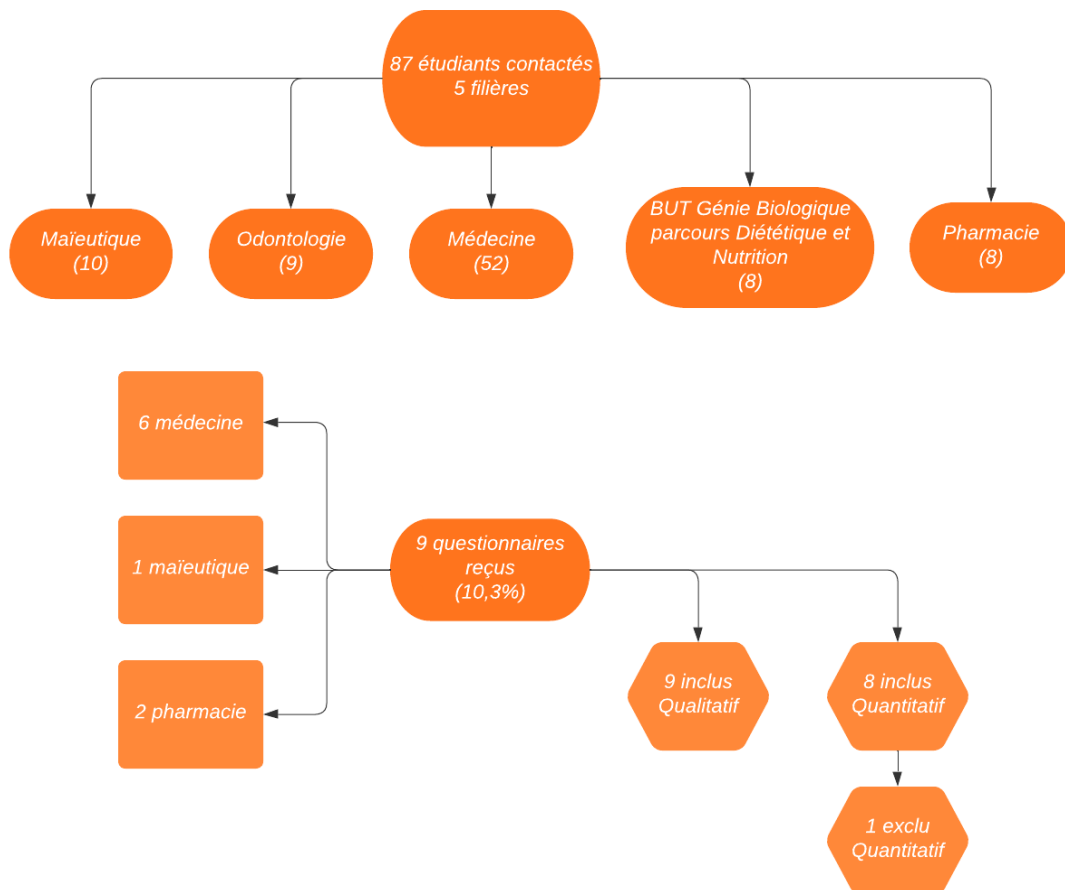 87 étudiants contactés
5 filières
Maïeutique
(10)
Odontologie
(9)
Médecine
(52)
BUT Génie Biologique
parcours Diététique et
Nutrition
(8)
Pharmacie
(8)
6 médecine
1 maïeutique
2 pharmacie
9 questionnaires
reçus
(10,3%)
9 inclus
Qualitatif
8 inclus
Quantitatif
1 exclu
Quantitatif